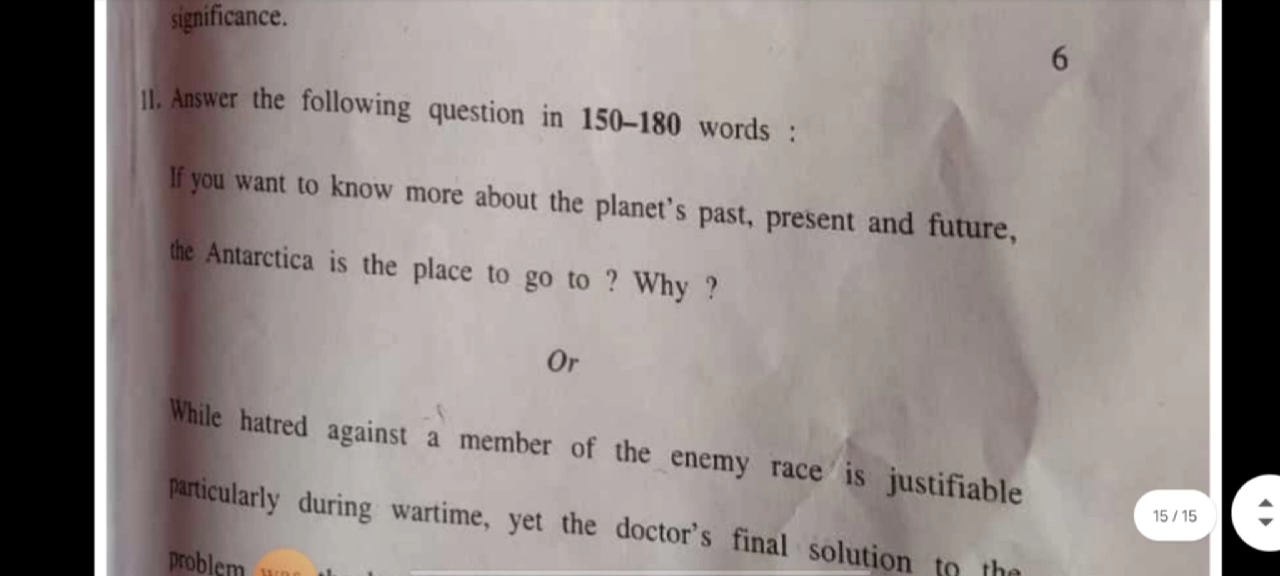 significance.
6
11. Answer the following question in 150–180 words :
If you want to know more about the planet's past, present and future,
the Antarctica is the place to go to ? Why ?
Or
While hatred against a member of the enemy race is justifiable
particularly during wartime, yet the doctor's final solution to the
problem
15 / 15